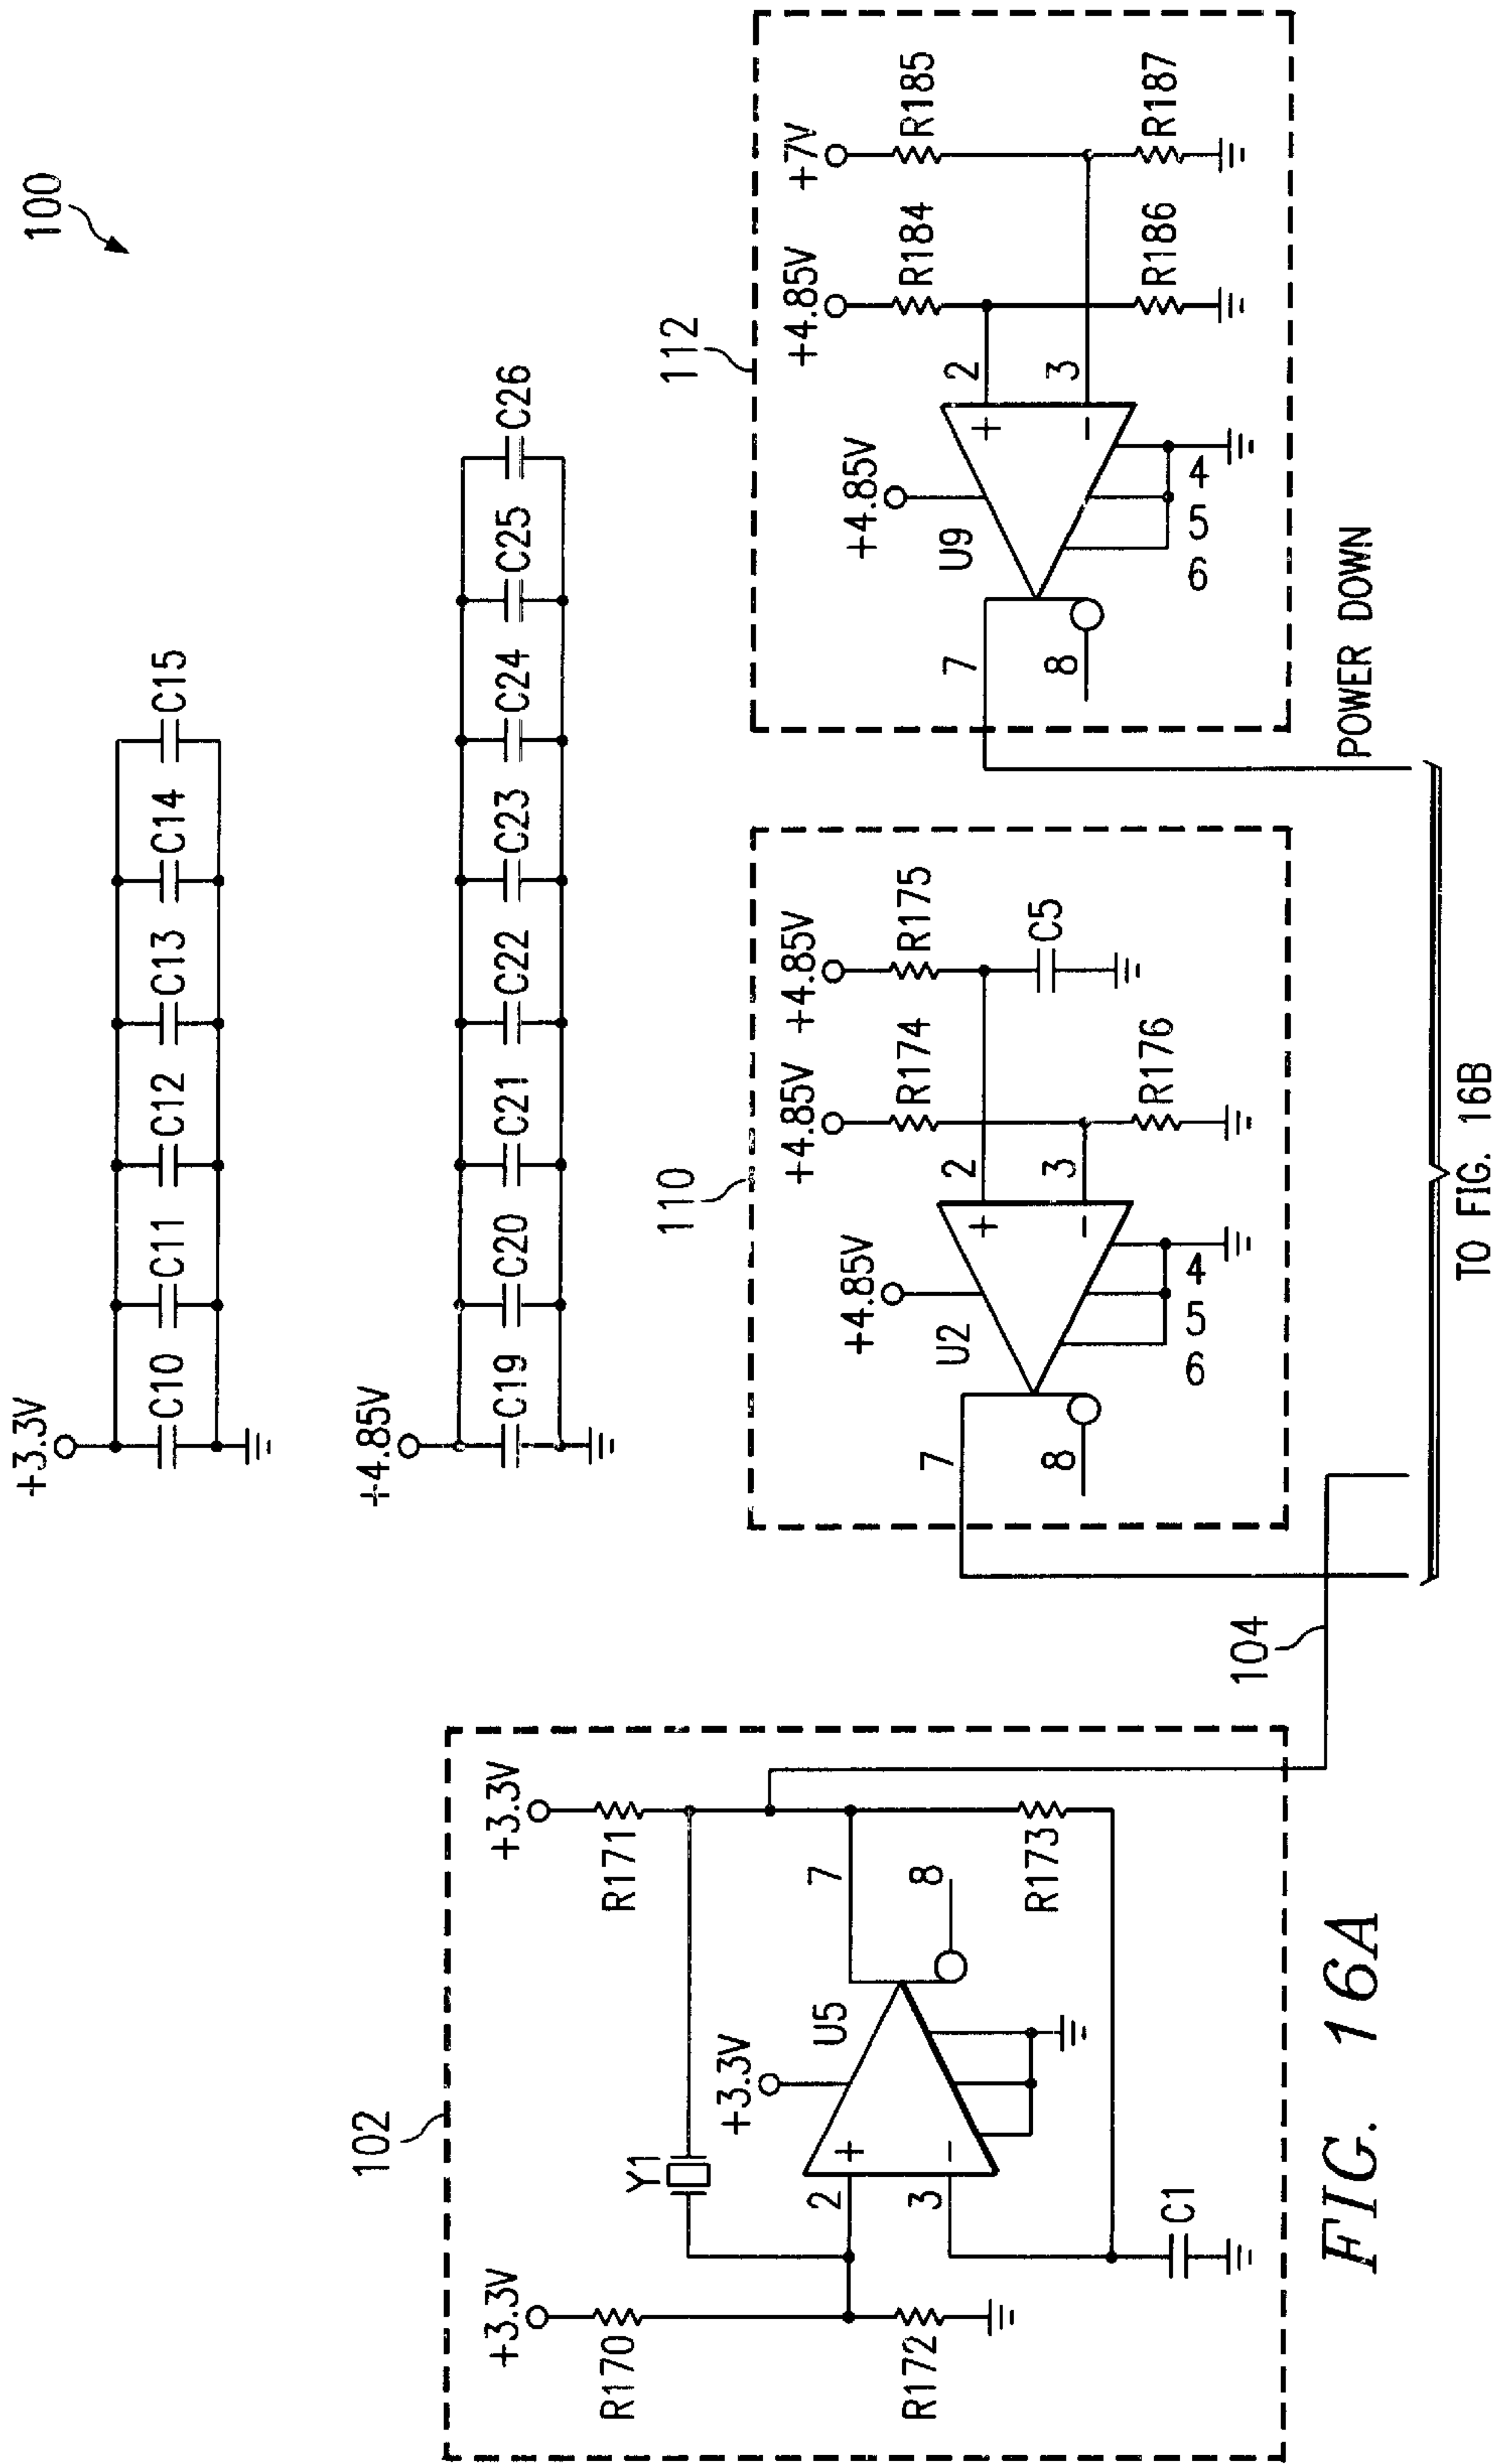 100
+3.3V
C10 C11 C12 C13 C14 C15
+4.85V
C19 C20 C21 C22 C23 C24 C25 C26
102
+3.3V
R170
R172
Y1
+3.3V
R171
+3.3V
U5
2
+
3
−
7
8
R173
C1
104
110
+4.85V
U2
+4.85V
R174
+4.85V
R175
2
+
3
−
7
8
4
5
6
C5
R176
112
+4.85V
U9
+4.85V
R184
+7V
R185
2
+
3
−
7
8
4
5
6
R186
R187
POWER DOWN
TO FIG. 16B
FIG. 16A